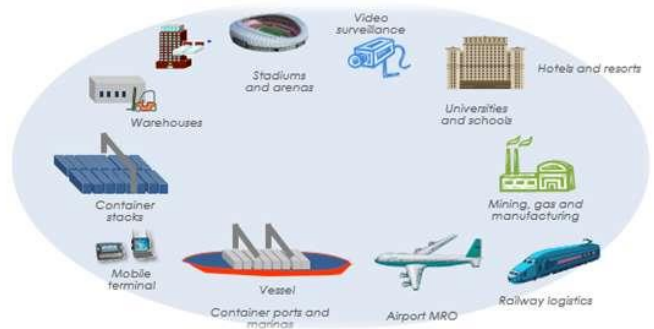 Video
surveillance
Stadiums
and arenas
Hotels and resorts
Universities
and schools
Warehouses
Container
stacks
Mining, gas and
manufacturing
Mobile
terminal
Vessel
Container ports and
marinas
Airport MRO
Railway logistics